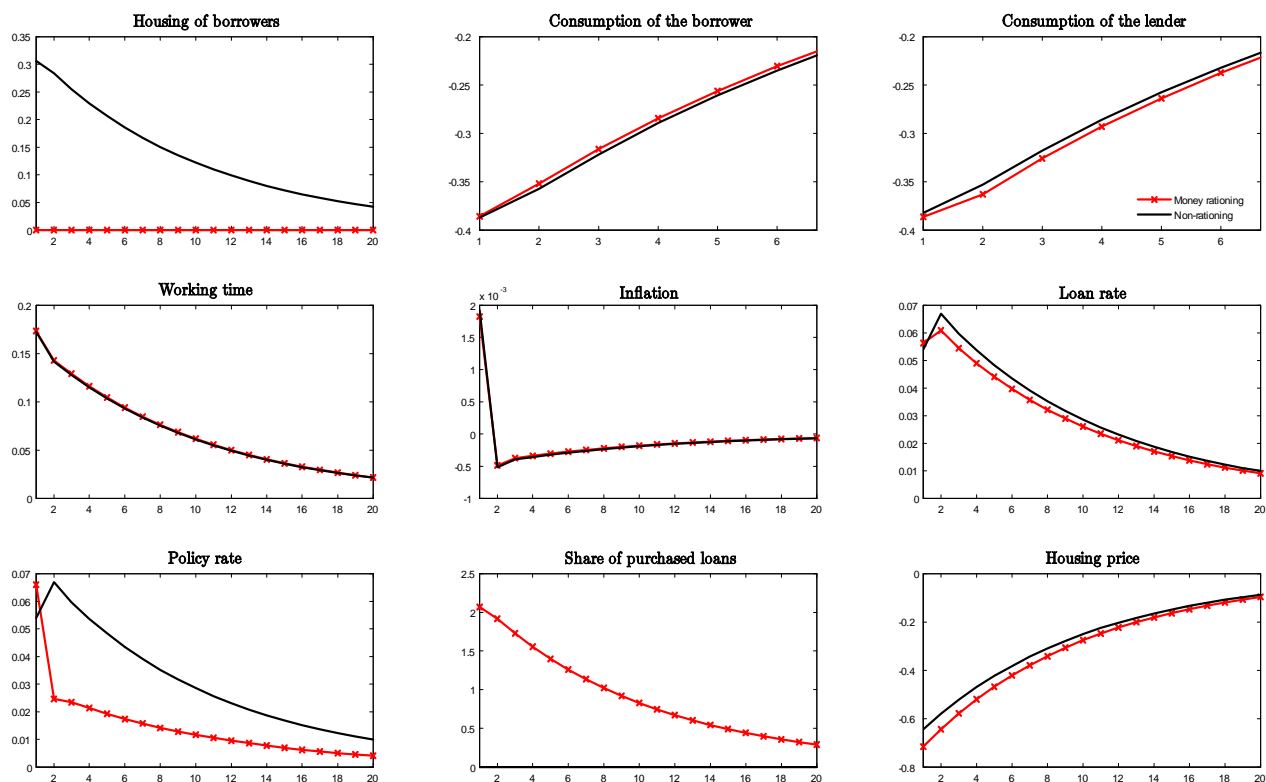 Housing of borrowers
0.35
0.3
0.25
0.2
0.15
0.1
0.05
0
2 4 6 8 10 12 14 16 18 20
Consumption of the borrower
-0.2
-0.25
-0.3
-0.35
-0.4
1 2 3 4 5 6
Consumption of the lender
-0.2
-0.25
-0.3
-0.35
-0.4
1 2 3 4 5 6
Money rationing
Non-rationing
Working time
0.2
0.15
0.1
0.05
0
2 4 6 8 10 12 14 16 18 20
Inflation
x 10⁻³
2
1.5
1
0.5
0
-0.5
-1
2 4 6 8 10 12 14 16 18 20
Loan rate
0.07
0.06
0.05
0.04
0.03
0.02
0.01
0
2 4 6 8 10 12 14 16 18 20
Policy rate
0.07
0.06
0.05
0.04
0.03
0.02
0.01
0
2 4 6 8 10 12 14 16 18 20
Share of purchased loans
2.5
2
1.5
1
0.5
0
2 4 6 8 10 12 14 16 18 20
Housing price
0
-0.2
-0.4
-0.6
-0.8
2 4 6 8 10 12 14 16 18 20